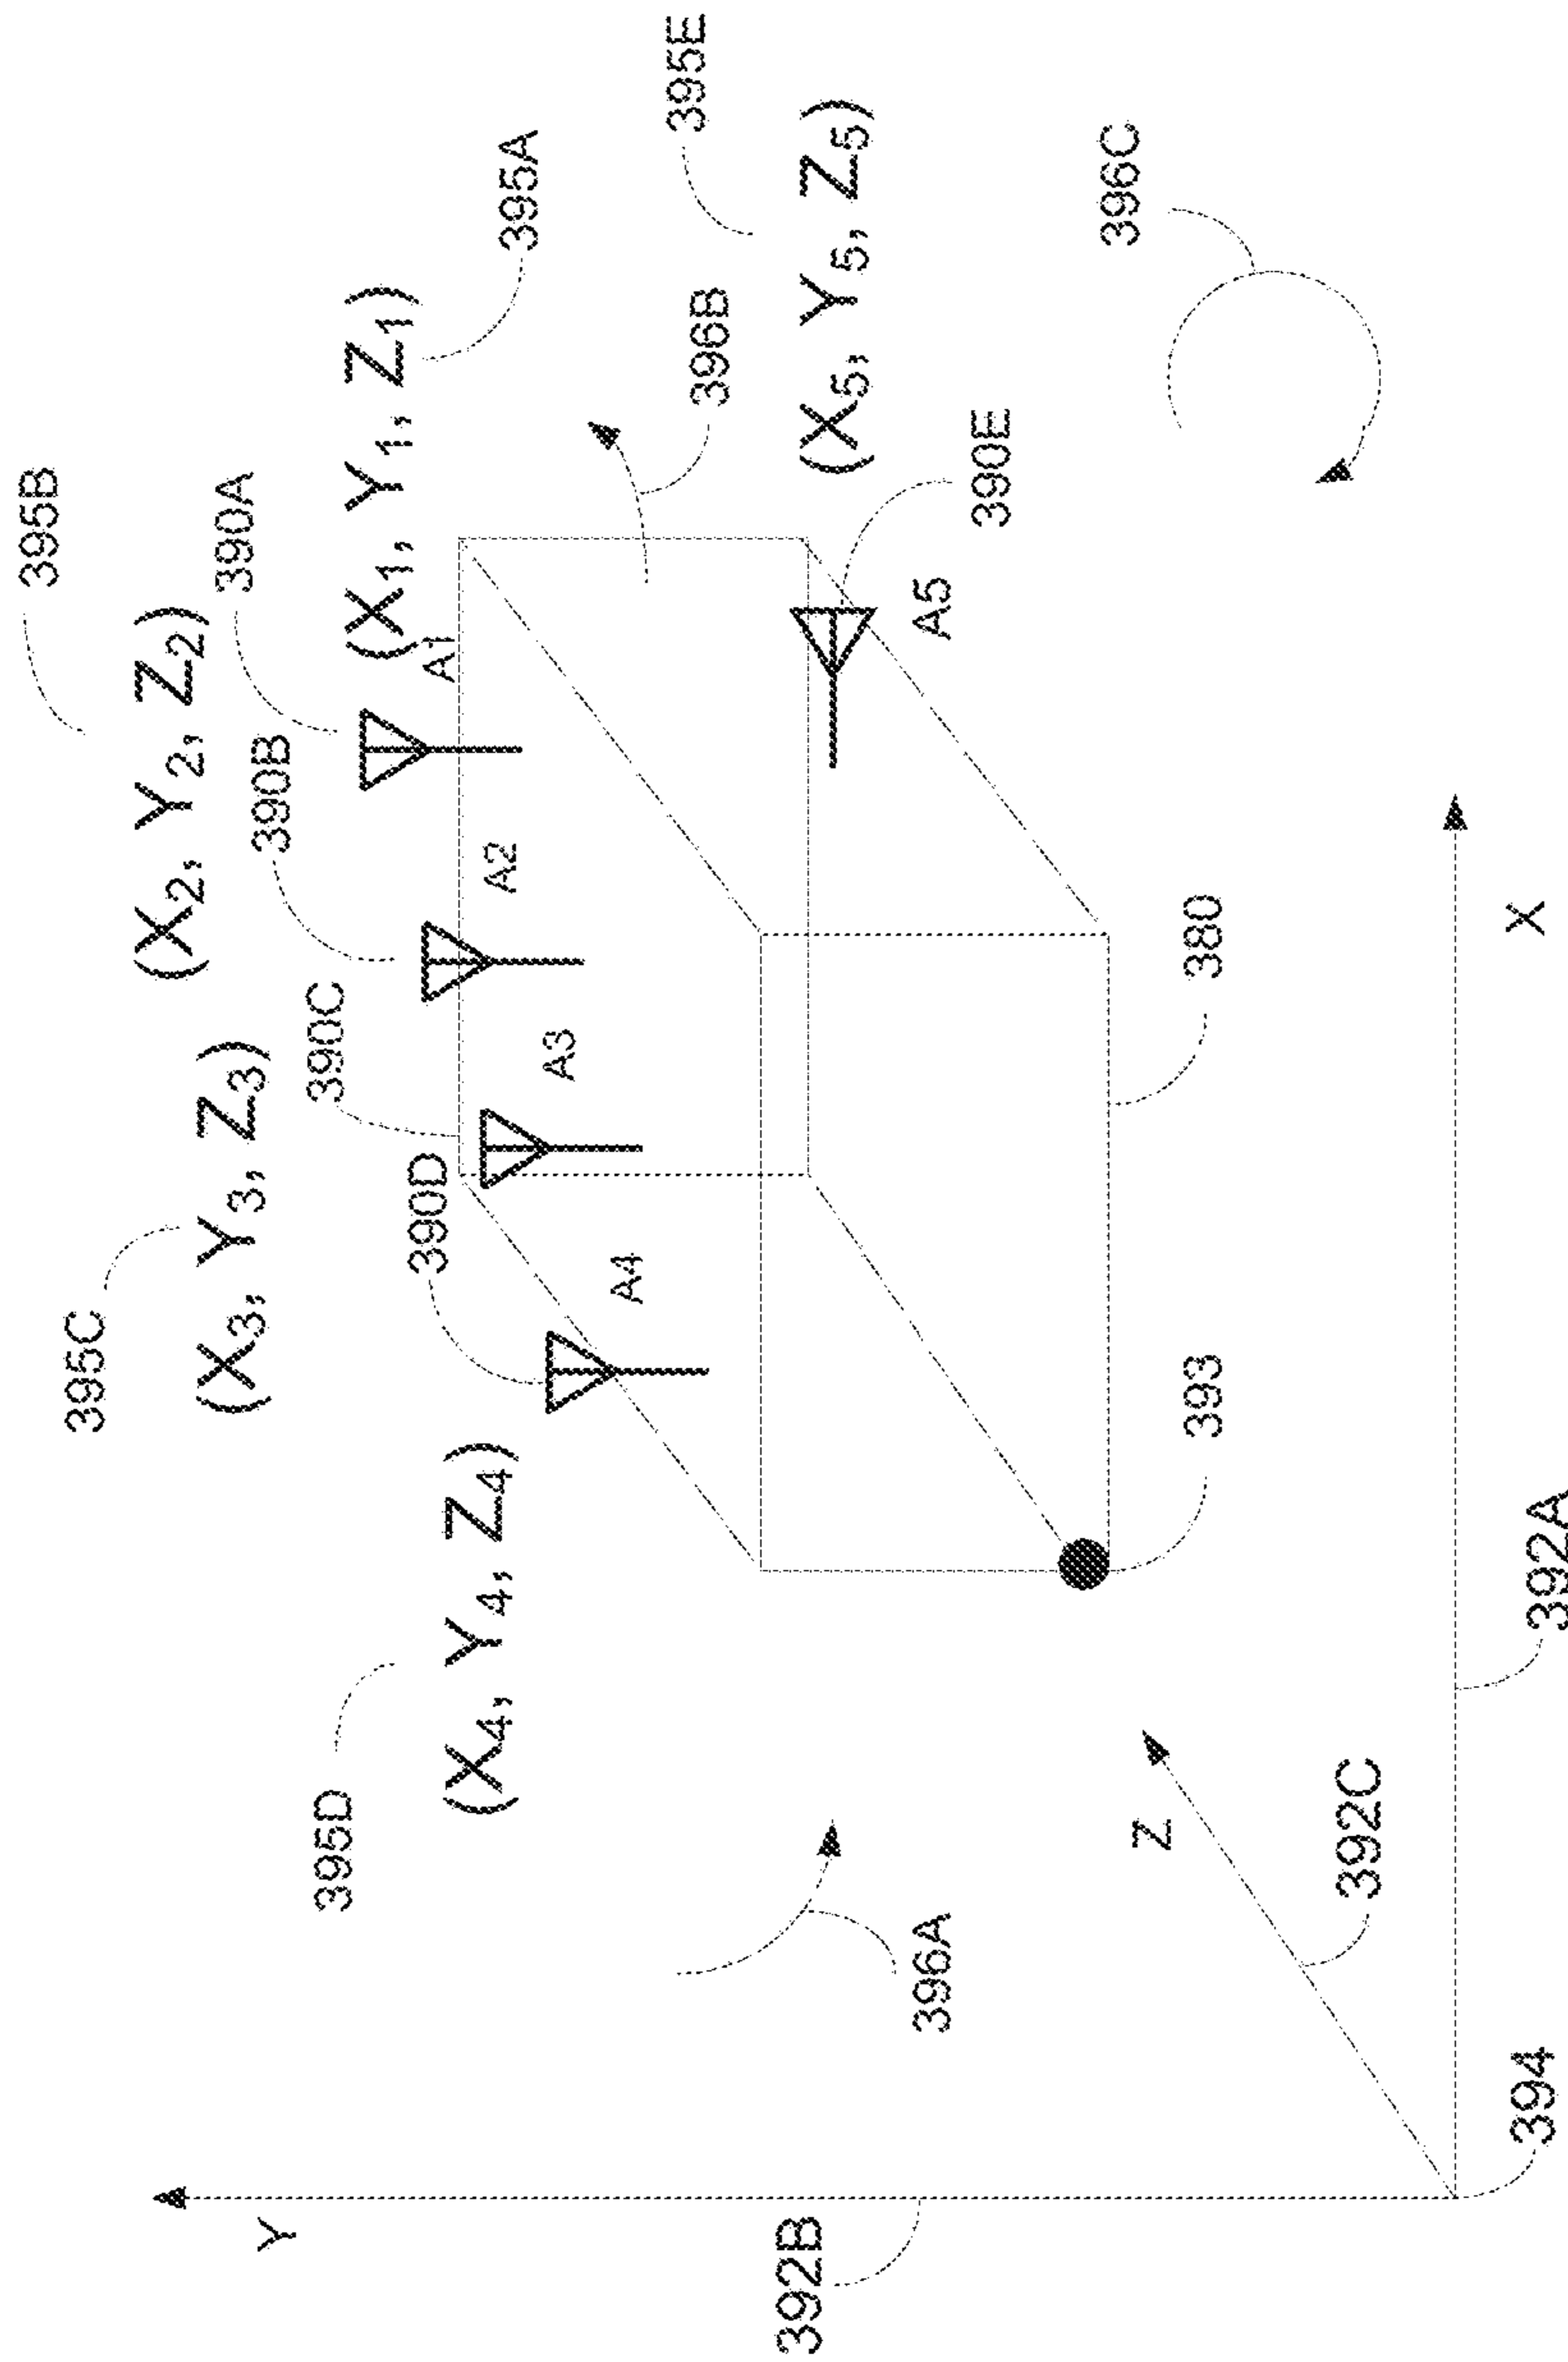 395B
(X2, Y2, Z2)
390A
395C
(X3, Y3, Z3)
390B
(X1, Y1, Z1)
395A
390C
A1
395D
(X4, Y4, Z4)
390D
A2
A3
A4
396B
395E
(X5, Y5, Z5)
Y
392B
396A
A5
390E
Z
392C
393
380
396C
394
392A
X